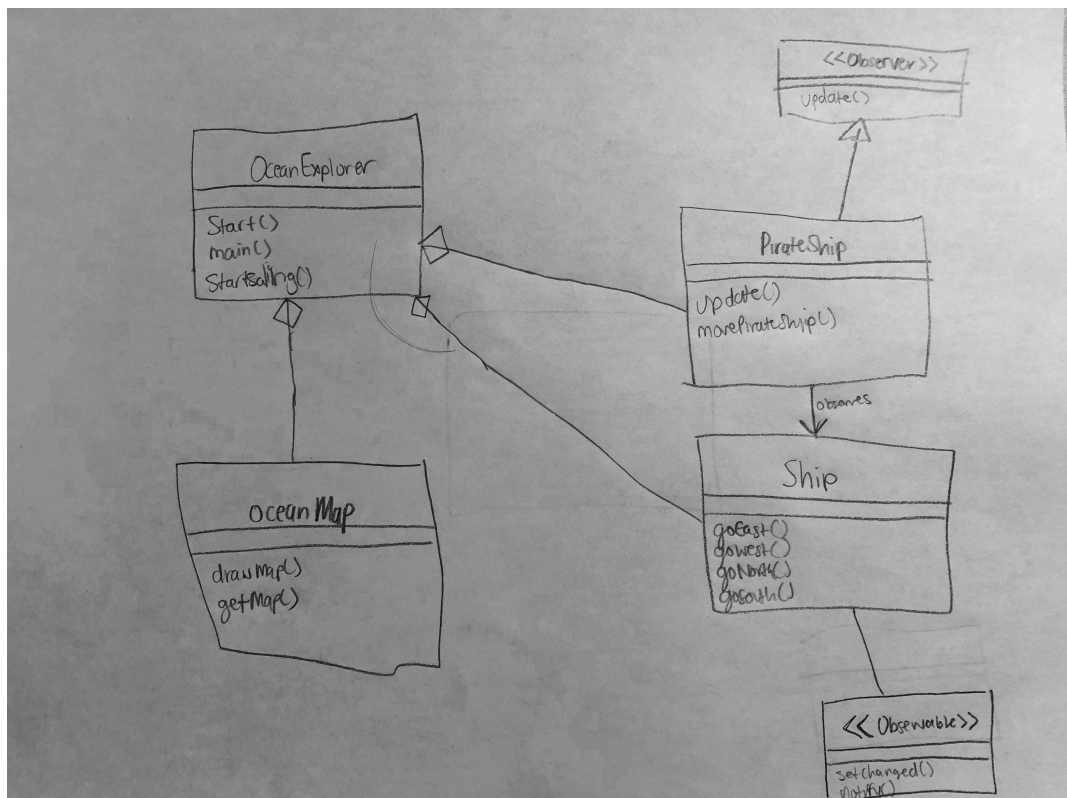 <<Observer>>
update()
OceanExplorer
Start()
main()
Startsailing()
PirateShip
update()
movePirateShip()
observes
Ship
goEast()
goWest()
goNorth()
goSouth()
oceanMap
drawMap()
getMap()
<<Observable>>
setChanged()
notify()